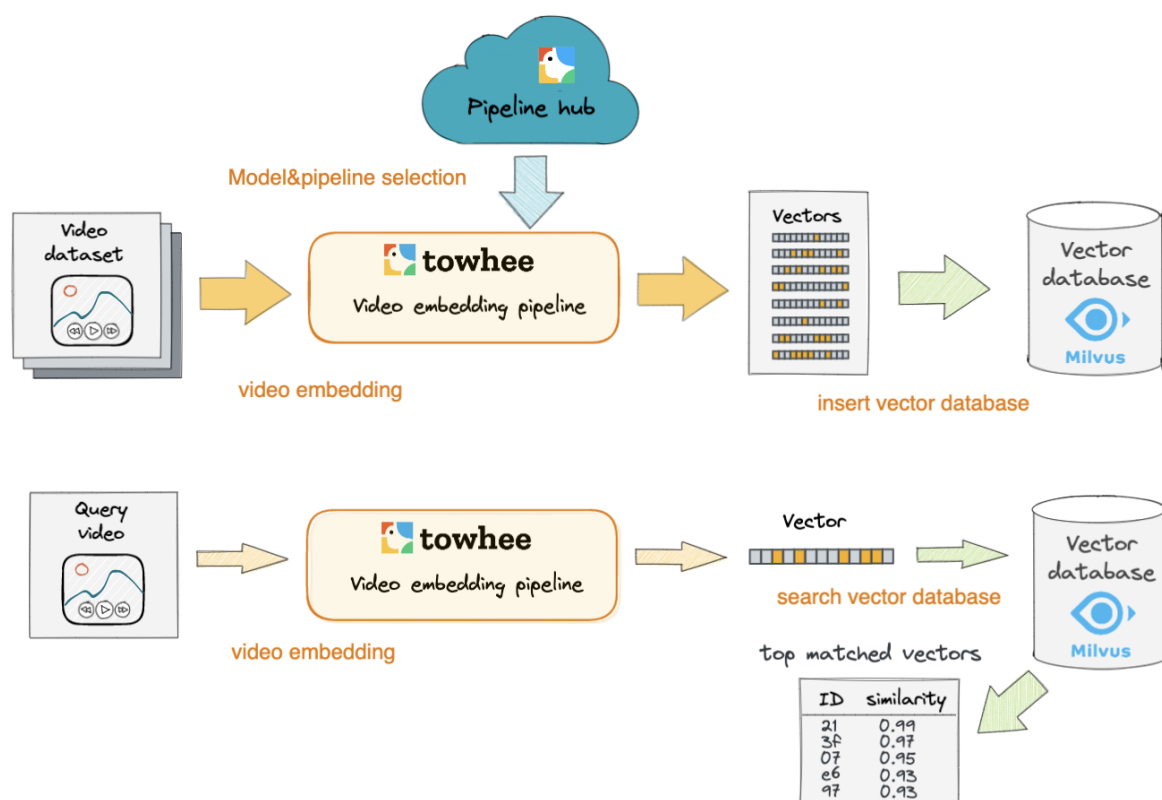 Pipeline hub
Model&pipeline selection
Video
dataset
towhee
Video embedding pipeline
Vectors
Vector
database
Milvus
video embedding
insert vector database
Query
video
towhee
Video embedding pipeline
Vector
Vector
database
Milvus
search vector database
video embedding
top matched vectors
ID similarity
21 0.99
3f 0.97
07 0.95
e6 0.93
97 0.93